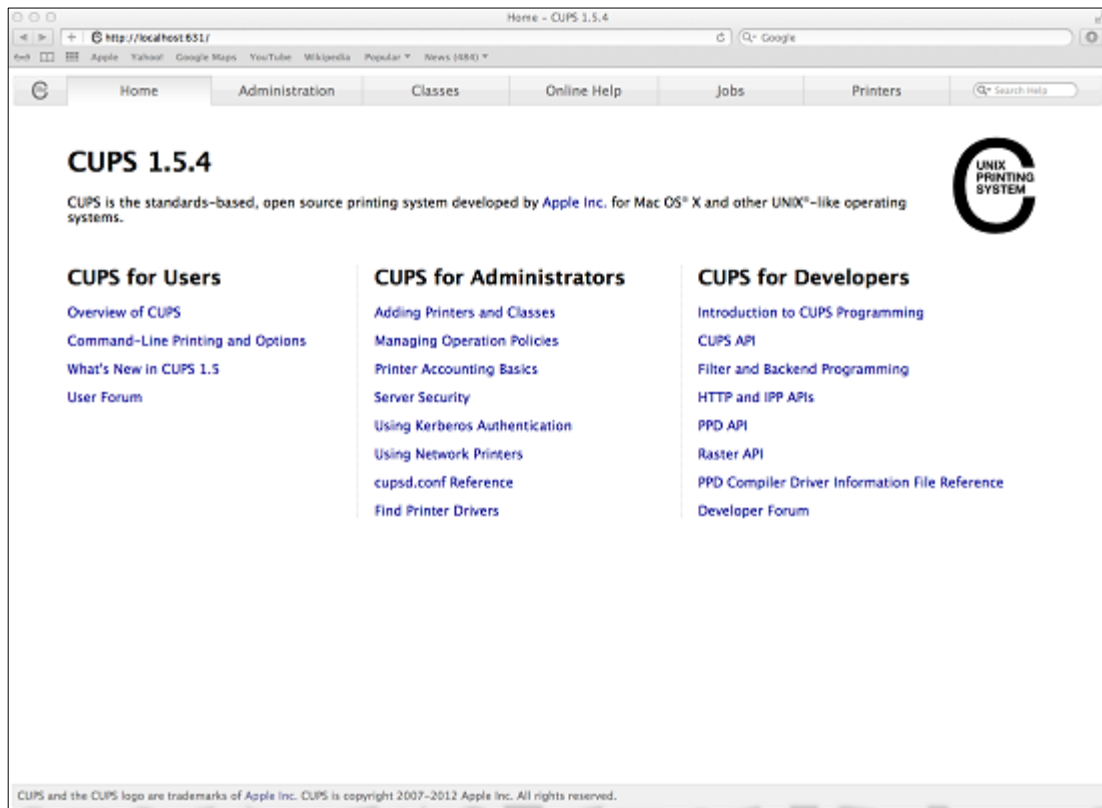 Home - CUPS 1.5.4
http://localhost:631/
Google
Apple Yahoo! Google Maps YouTube Wikipedia Popular News (484)
Home Administration Classes Online Help Jobs Printers Search Help
CUPS 1.5.4
UNIX
PRINTING
SYSTEM
CUPS is the standards-based, open source printing system developed by Apple Inc. for Mac OS® X and other UNIX®-like operating
systems.
CUPS for Users
Overview of CUPS
Command-Line Printing and Options
What's New in CUPS 1.5
User Forum
CUPS for Administrators
Adding Printers and Classes
Managing Operation Policies
Printer Accounting Basics
Server Security
Using Kerberos Authentication
Using Network Printers
cupsd.conf Reference
Find Printer Drivers
CUPS for Developers
Introduction to CUPS Programming
CUPS API
Filter and Backend Programming
HTTP and IPP APIs
PPD API
Raster API
PPD Compiler Driver Information File Reference
Developer Forum
CUPS and the CUPS logo are trademarks of Apple Inc. CUPS is copyright 2007-2012 Apple Inc. All rights reserved.